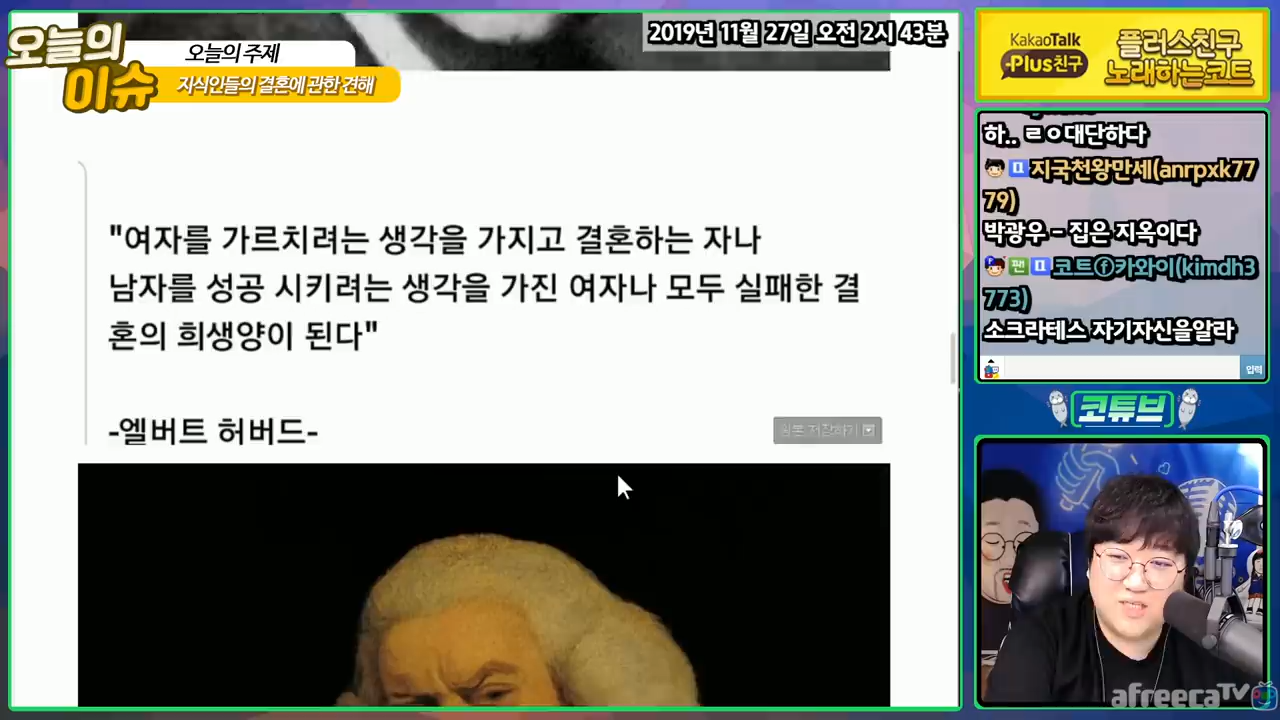 오늘의
이슈
오늘의 주제
지식인들의 결혼에 관한 견해
2019년 11월 27일 오전 2시 43분
"여자를 가르치려는 생각을 가지고 결혼하는 자나
남자를 성공 시키려는 생각을 가진 여자나 모두 실패한 결
혼의 희생양이 된다"
-엘버트 허버드-
KakaoTalk
Plus친구
플러스친구
노래하는코트
하.. ㄹㅇ대단하다
지국천왕만세(anrpxk77
79)
박광우 - 집은 지옥이다
팬 코트ⓕ카와이(kimdh3
773)
소크라테스 자기자신을알라
입력
코튜브
afreecaTV